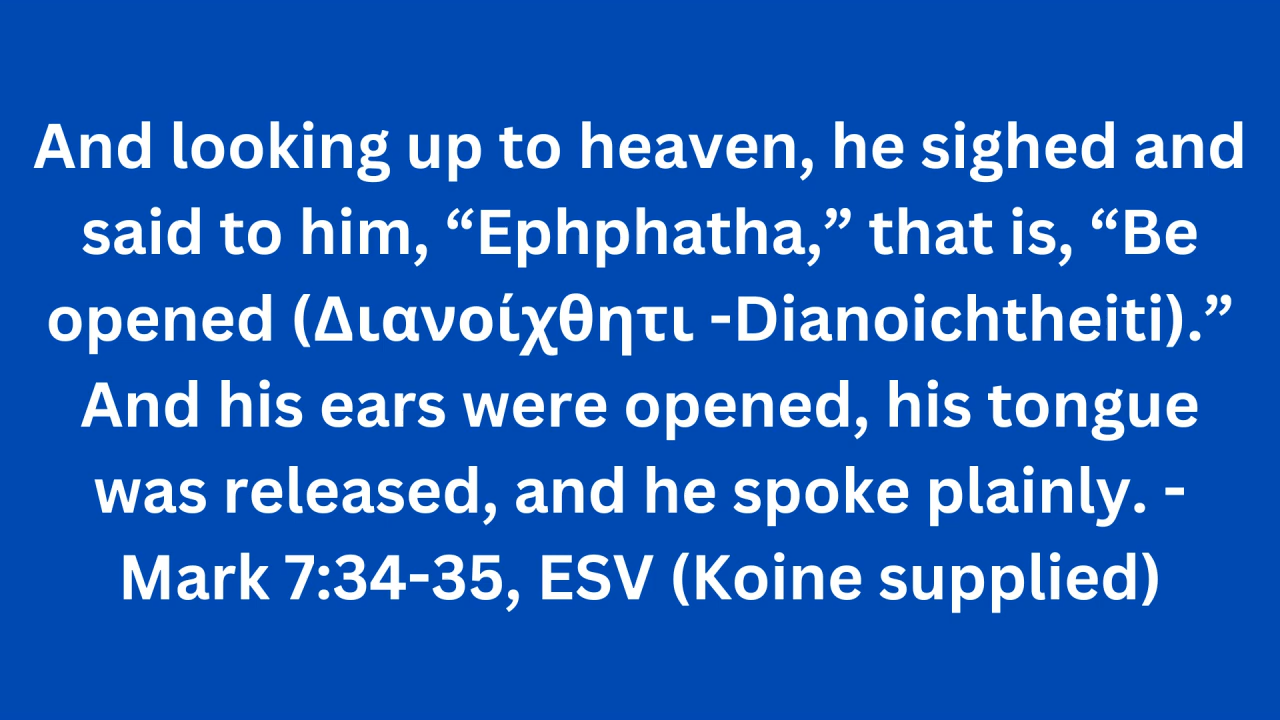 And looking up to heaven, he sighed and
said to him, “Ephphatha,” that is, “Be
opened (Διανοίχθητι -Dianoichtheiti).”
And his ears were opened, his tongue
was released, and he spoke plainly. -
Mark 7:34-35, ESV (Koine supplied)